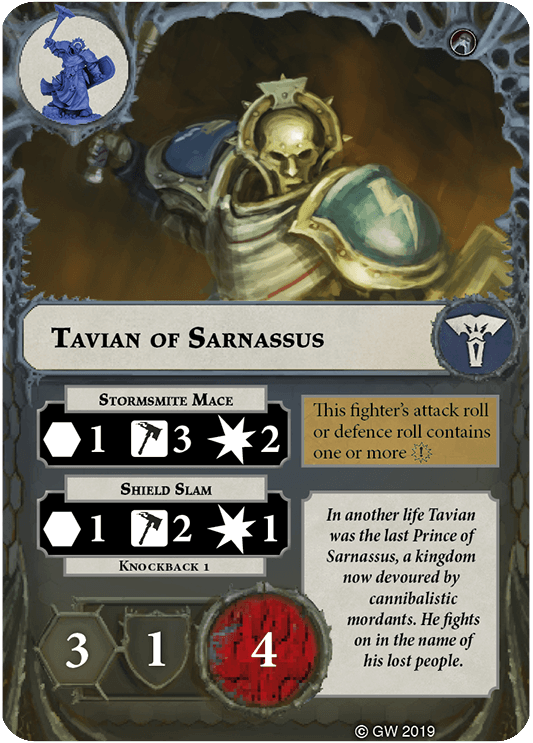 Tavian of Sarnassus
Stormsmite Mace
1 3 2
This fighter's attack roll
or defence roll contains
one or more !
Shield Slam
1 2 1
Knockback 1
In another life Tavian
was the last Prince of
Sarnassus, a kingdom
now devoured by
cannibalistic
mordants. He fights
on in the name of
his lost people.
3 1 4
© GW 2019